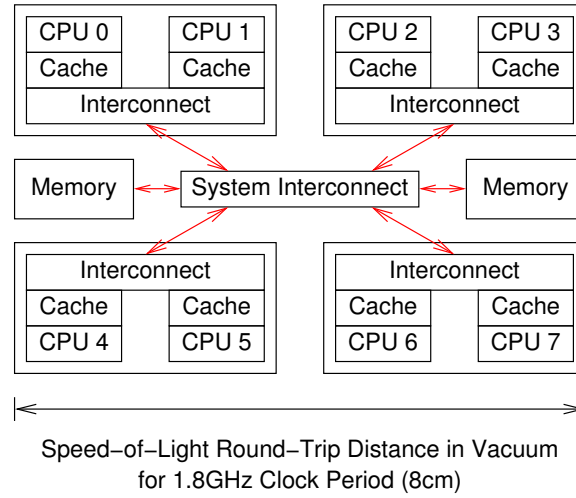 CPU 0 CPU 1 CPU 2 CPU 3
Cache Cache Cache Cache
Interconnect Interconnect
Memory System Interconnect Memory
Interconnect Interconnect
Cache Cache Cache Cache
CPU 4 CPU 5 CPU 6 CPU 7
Speed−of−Light Round−Trip Distance in Vacuum
for 1.8GHz Clock Period (8cm)